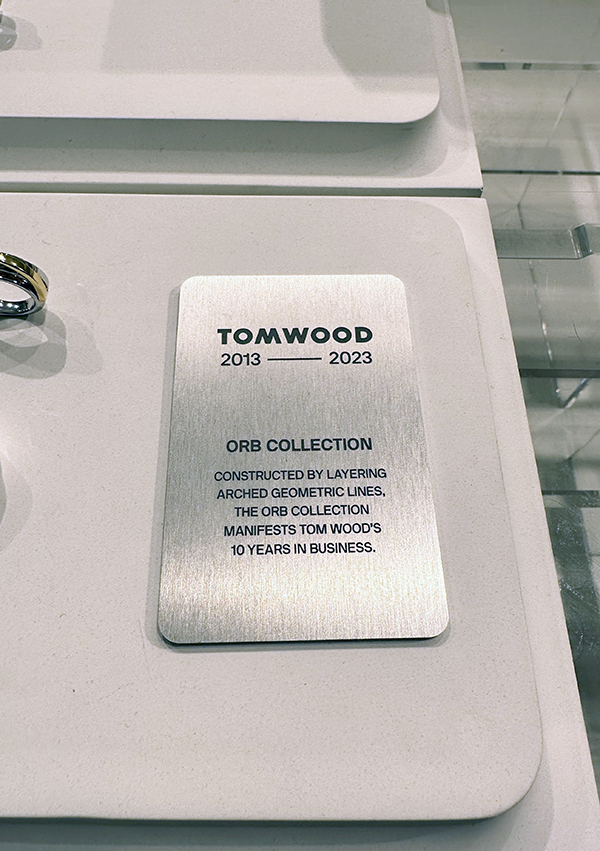 TOMWOOD
2013 —— 2023
ORB COLLECTION
CONSTRUCTED BY LAYERING
ARCHED GEOMETRIC LINES,
THE ORB COLLECTION
MANIFESTS TOM WOOD'S
10 YEARS IN BUSINESS.